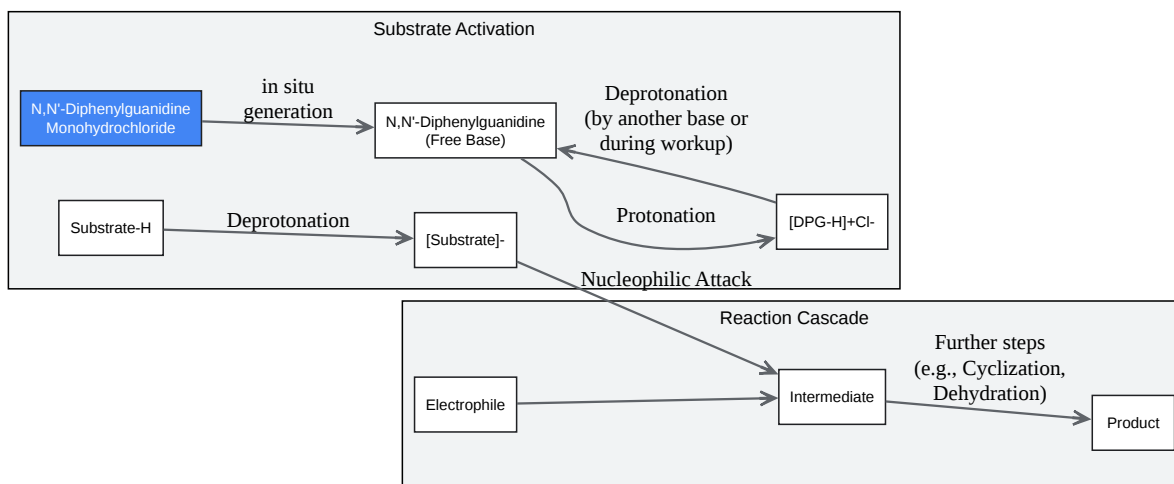 Substrate Activation
N,N'-Diphenylguanidine
Monohydrochloride
in situ
generation
N,N'-Diphenylguanidine
(Free Base)
Deprotonation
(by another base or
during workup)
Substrate-H
Deprotonation
[Substrate]-
Protonation
[DPG-H]+Cl-
Nucleophilic Attack
Reaction Cascade
Electrophile
Intermediate
Further steps
(e.g., Cyclization,
Dehydration)
Product